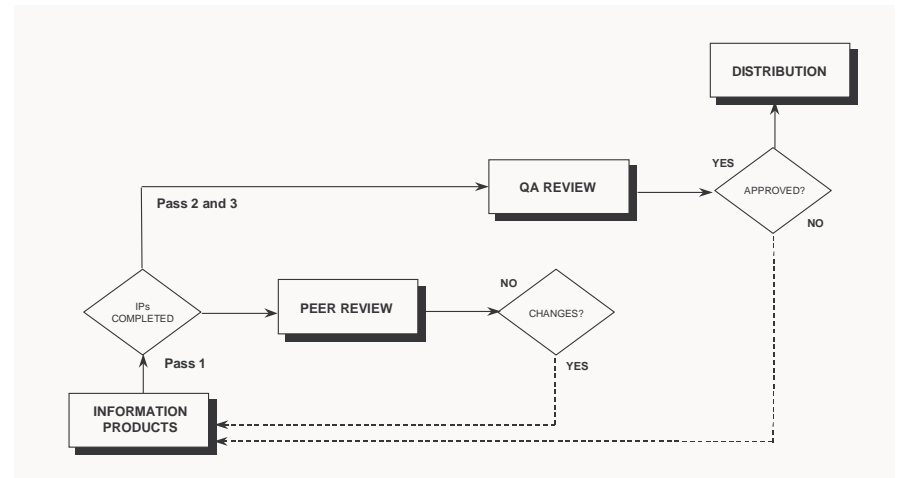 DISTRIBUTION
YES
APPROVED?
NO
QA REVIEW
Pass 2 and 3
NO
IPs
COMPLETED
PEER REVIEW
CHANGES?
Pass 1
YES
INFORMATION
PRODUCTS